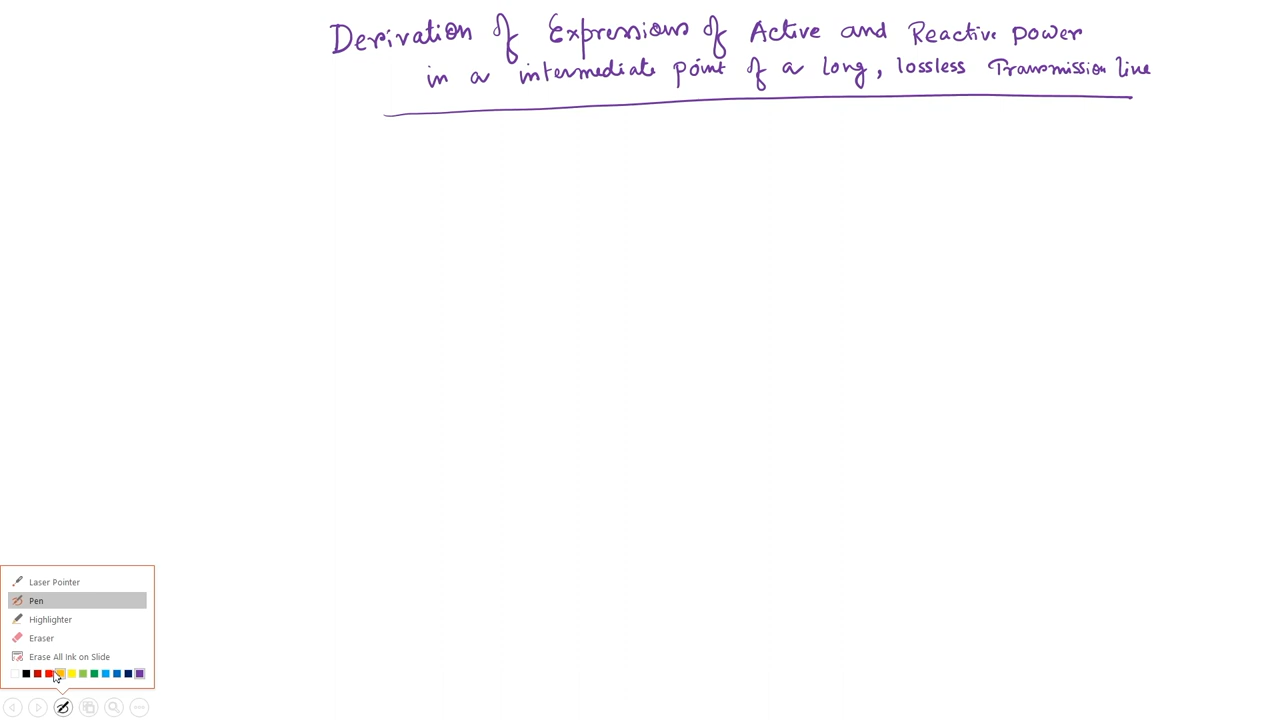 Derivation of Expressions of Active and Reactive power
in a intermediate point of a long, lossless Transmission line
Laser Pointer
Pen
Highlighter
Eraser
Erase All Ink on Slide